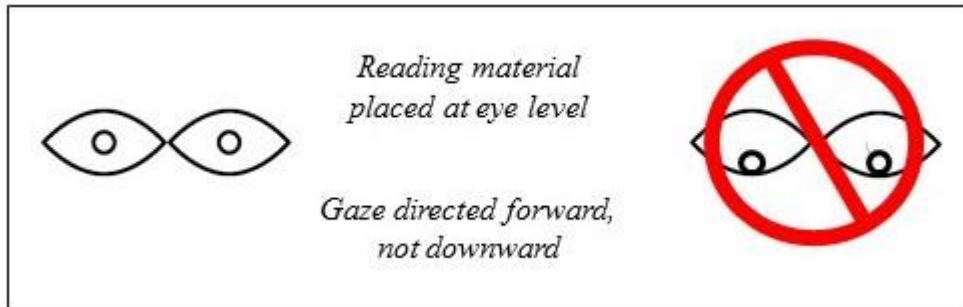 Reading material
placed at eye level
Gaze directed forward,
not downward